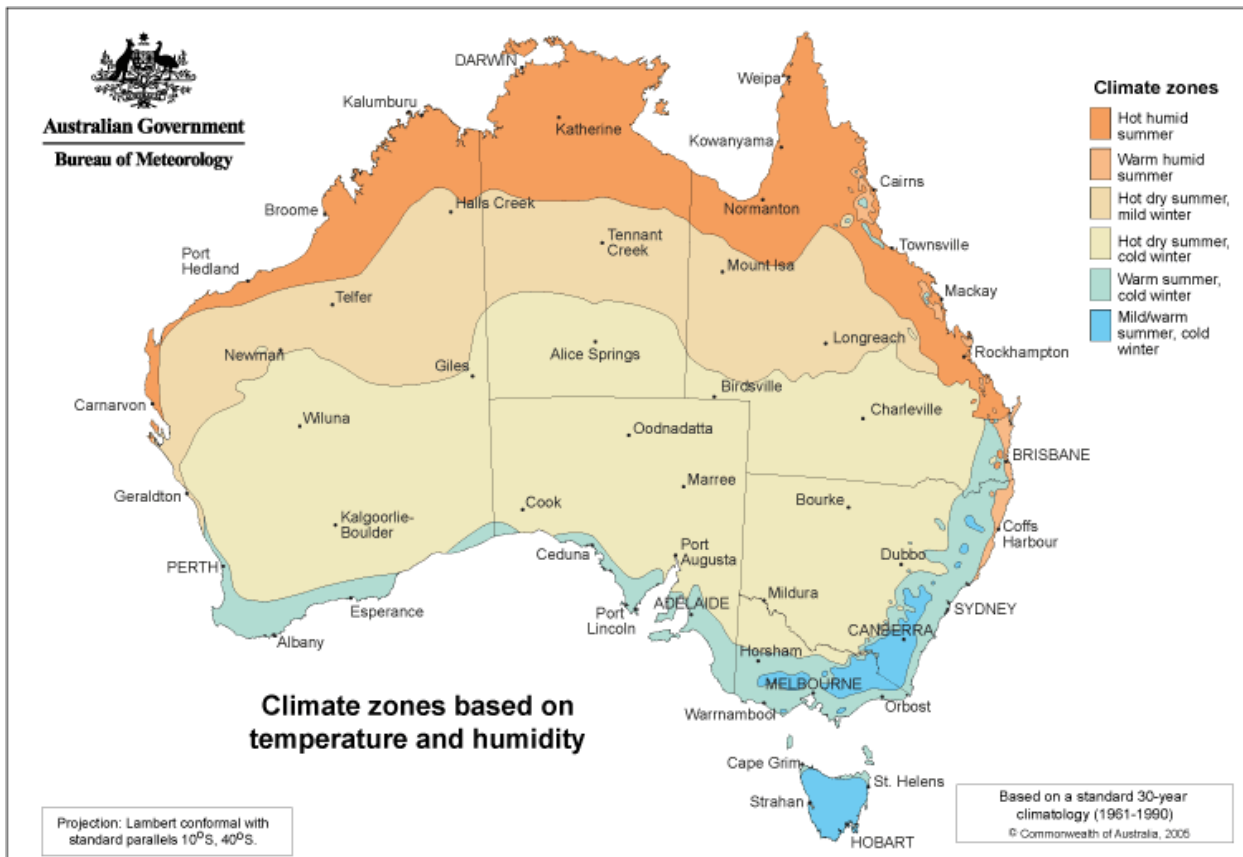 Australian Government
Bureau of Meteorology
DARWIN
Weipa
Kalumburu
Katherine
Kowanyama
Cairns
Broome
Halls Creek
Normanton
Tennant
Creek
Townsville
Port
Hedland
Mount Isa
Telfer
Mackay
Newman
Giles
Alice Springs
Longreach
Rockhampton
Carnarvon
Birsdville
Wiluna
Oodnadatta
Charleville
BRISBANE
Geraldton
Marree
Cook
Bourke
Kalgoorlie-
Boulder
Coffs
Harbour
Ceduna
Port
Augusta
Dubbo
PERTH
Esperance
Port
Lincoln
ADELAIDE
Mildura
SYDNEY
Albany
CANBERRA
Horsham
MELBOURNE
Warrnambool
Orbost
Cape Grim
St. Helens
Strahan
HOBART
Climate zones
Hot humid
summer
Warm humid
summer
Hot dry summer,
mild winter
Hot dry summer,
cold winter
Warm summer,
cold winter
Mild/warm
summer, cold
winter
Climate zones based on
temperature and humidity
Projection: Lambert conformal with
standard parallels 10°S, 40°S.
Based on a standard 30-year
climatology (1961-1990)
© Commonwealth of Australia, 2005